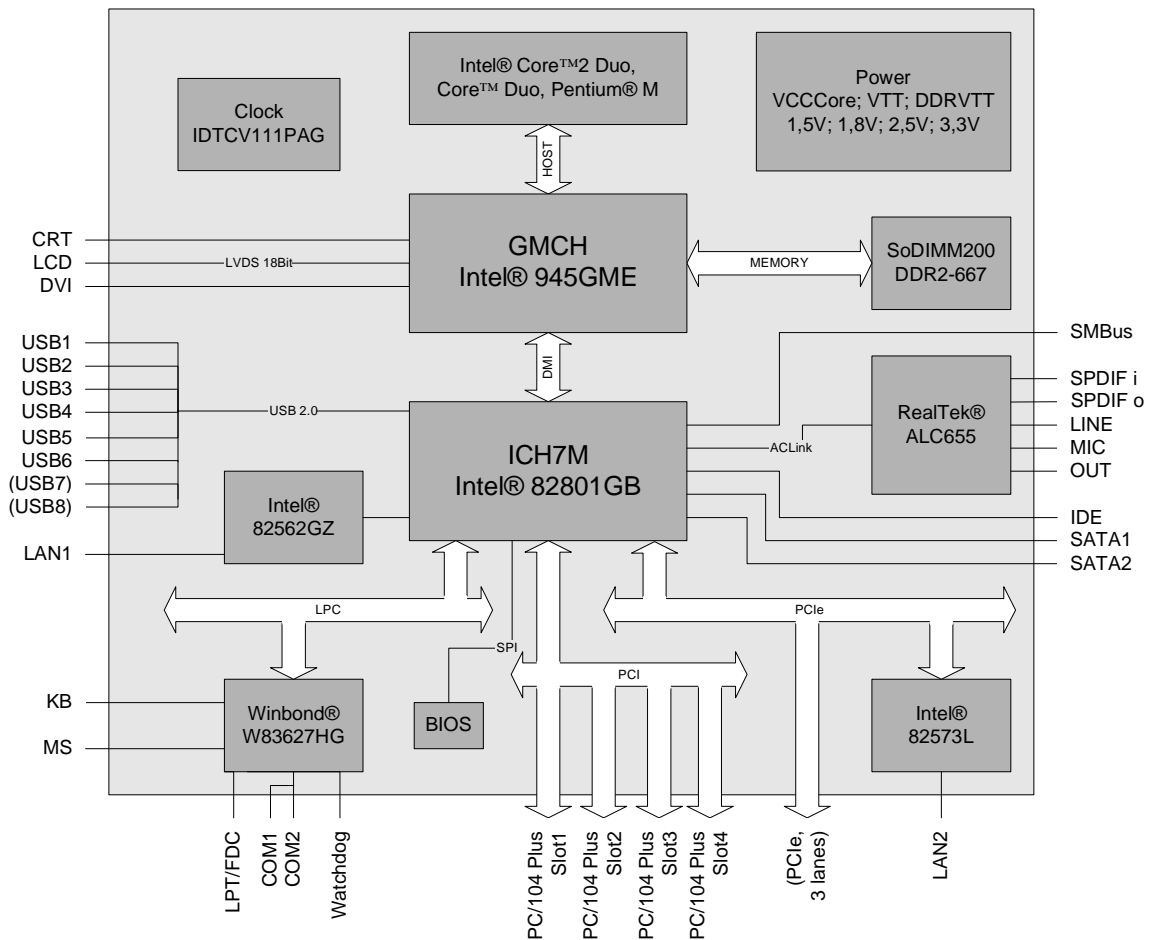 Intel® Core™2 Duo,
Core™ Duo, Pentium® M
Power
VCCCore; VTT; DDRVTT
1,5V; 1,8V; 2,5V; 3,3V
Clock
IDTCV111PAG
HOST
GMCH
Intel® 945GME
SoDIMM200
DDR2-667
MEMORY
CRT
LCD
LVDS 18Bit
DVI
DMI
USB1
USB2
USB3
USB4
USB5
USB6
(USB7)
(USB8)
USB 2.0
ICH7M
Intel® 82801GB
ACLink
RealTek®
ALC655
SMBus
SPDIF i
SPDIF o
LINE
MIC
OUT
IDE
SATA1
SATA2
Intel®
82562GZ
LAN1
LPC
PCIe
SPI
PCI
KB
MS
Winbond®
W83627HG
BIOS
Intel®
82573L
LPT/FDC
COM1
COM2
Watchdog
PC/104 Plus
Slot1
PC/104 Plus
Slot2
PC/104 Plus
Slot3
PC/104 Plus
Slot4
(PCIe,
3 lanes)
LAN2